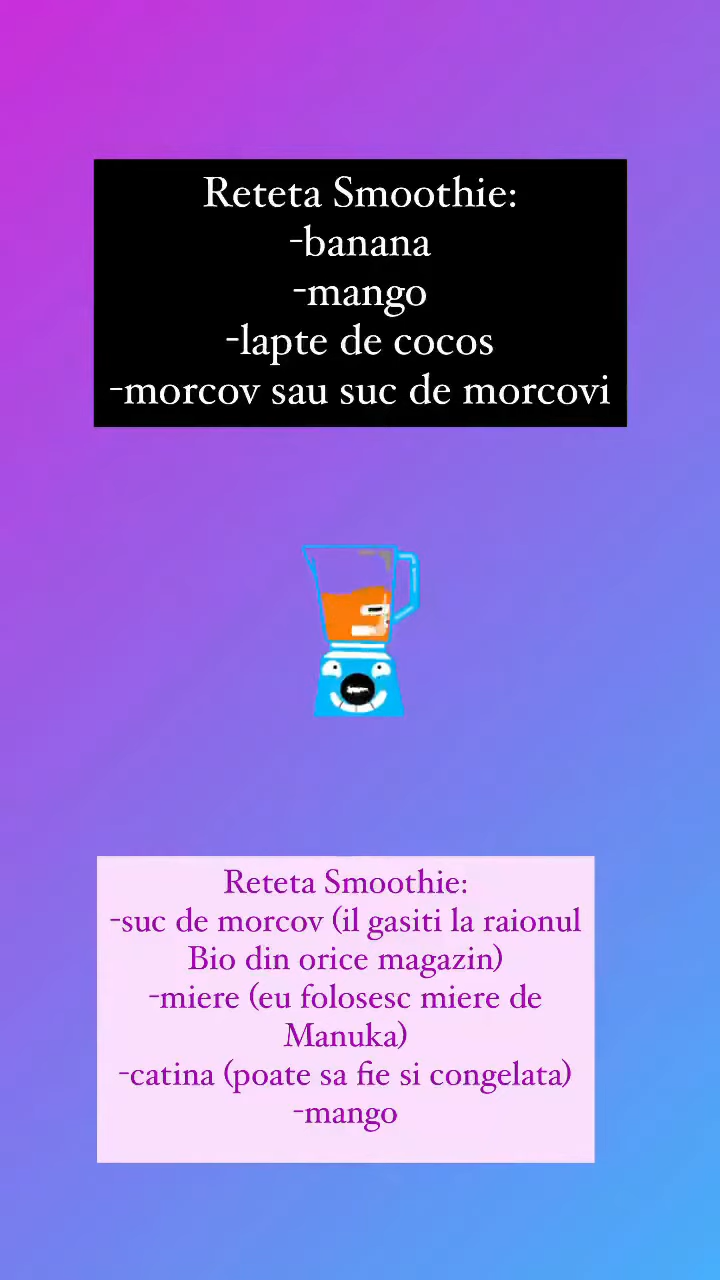 Reteta Smoothie:
-banana
-mango
-lapte de cocos
-morcov sau suc de morcovi
Reteta Smoothie:
-suc de morcov (il gasiti la raionul
Bio din orice magazin)
-miere (eu folosesc miere de
Manuka)
-catina (poate sa fie si congelata)
-mango